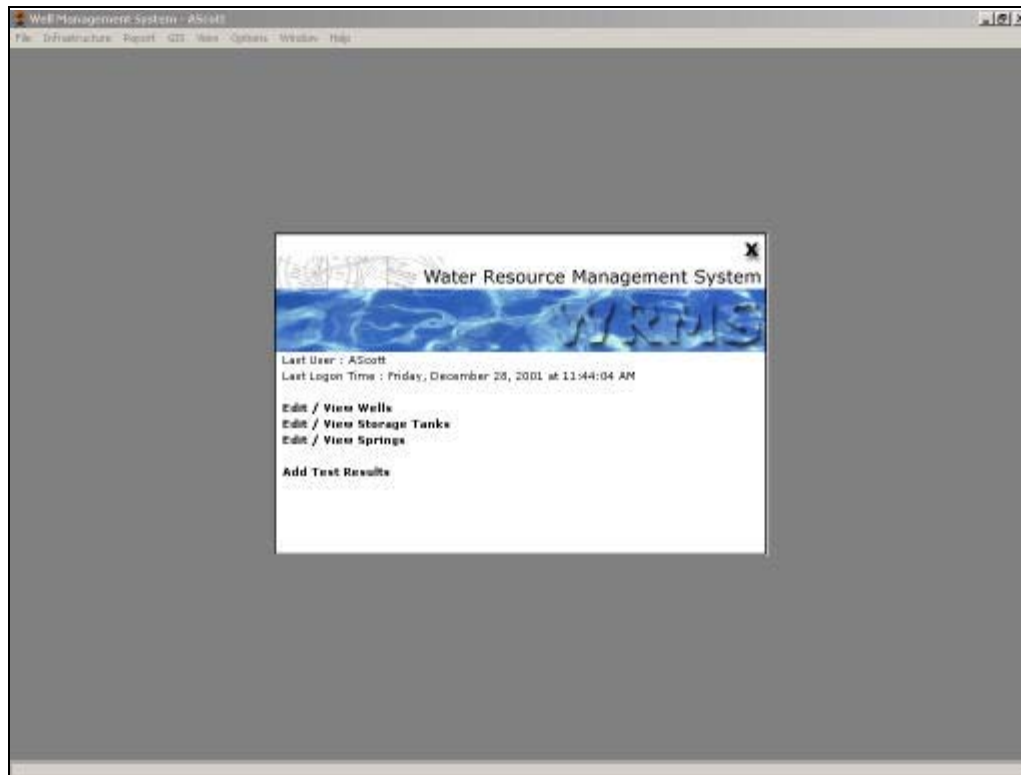 Well Management System - AScott
File Infrastructure Report GIS View Options Window Help
X
Water Resource Management System
WRMS
Last User : AScott
Last Logon Time : Friday, December 28, 2001 at 11:44:04 AM
Edit / View Wells
Edit / View Storage Tanks
Edit / View Springs
Add Test Results